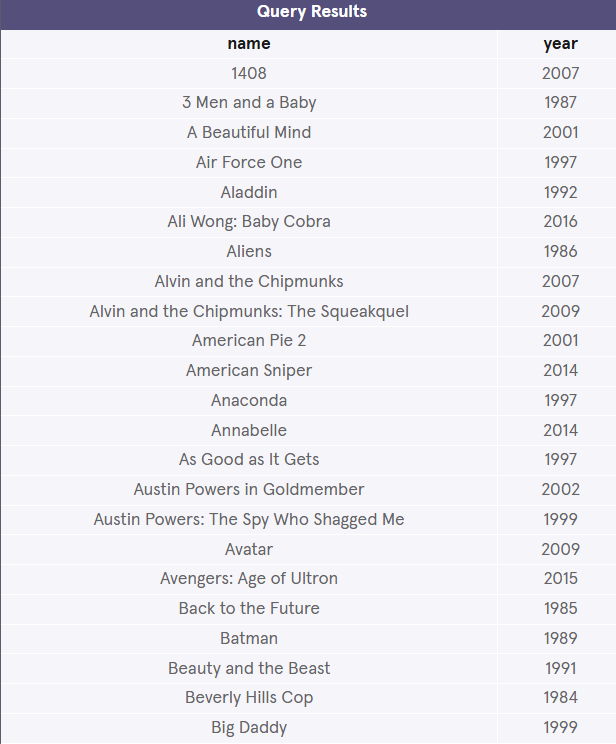 Query Results
name year
1408 2007
3 Men and a Baby 1987
A Beautiful Mind 2001
Air Force One 1997
Aladdin 1992
Ali Wong: Baby Cobra 2016
Aliens 1986
Alvin and the Chipmunks 2007
Alvin and the Chipmunks: The Squeakquel 2009
American Pie 2 2001
American Sniper 2014
Anaconda 1997
Annabelle 2014
As Good as It Gets 1997
Austin Powers in Goldmember 2002
Austin Powers: The Spy Who Shagged Me 1999
Avatar 2009
Avengers: Age of Ultron 2015
Back to the Future 1985
Batman 1989
Beauty and the Beast 1991
Beverly Hills Cop 1984
Big Daddy 1999